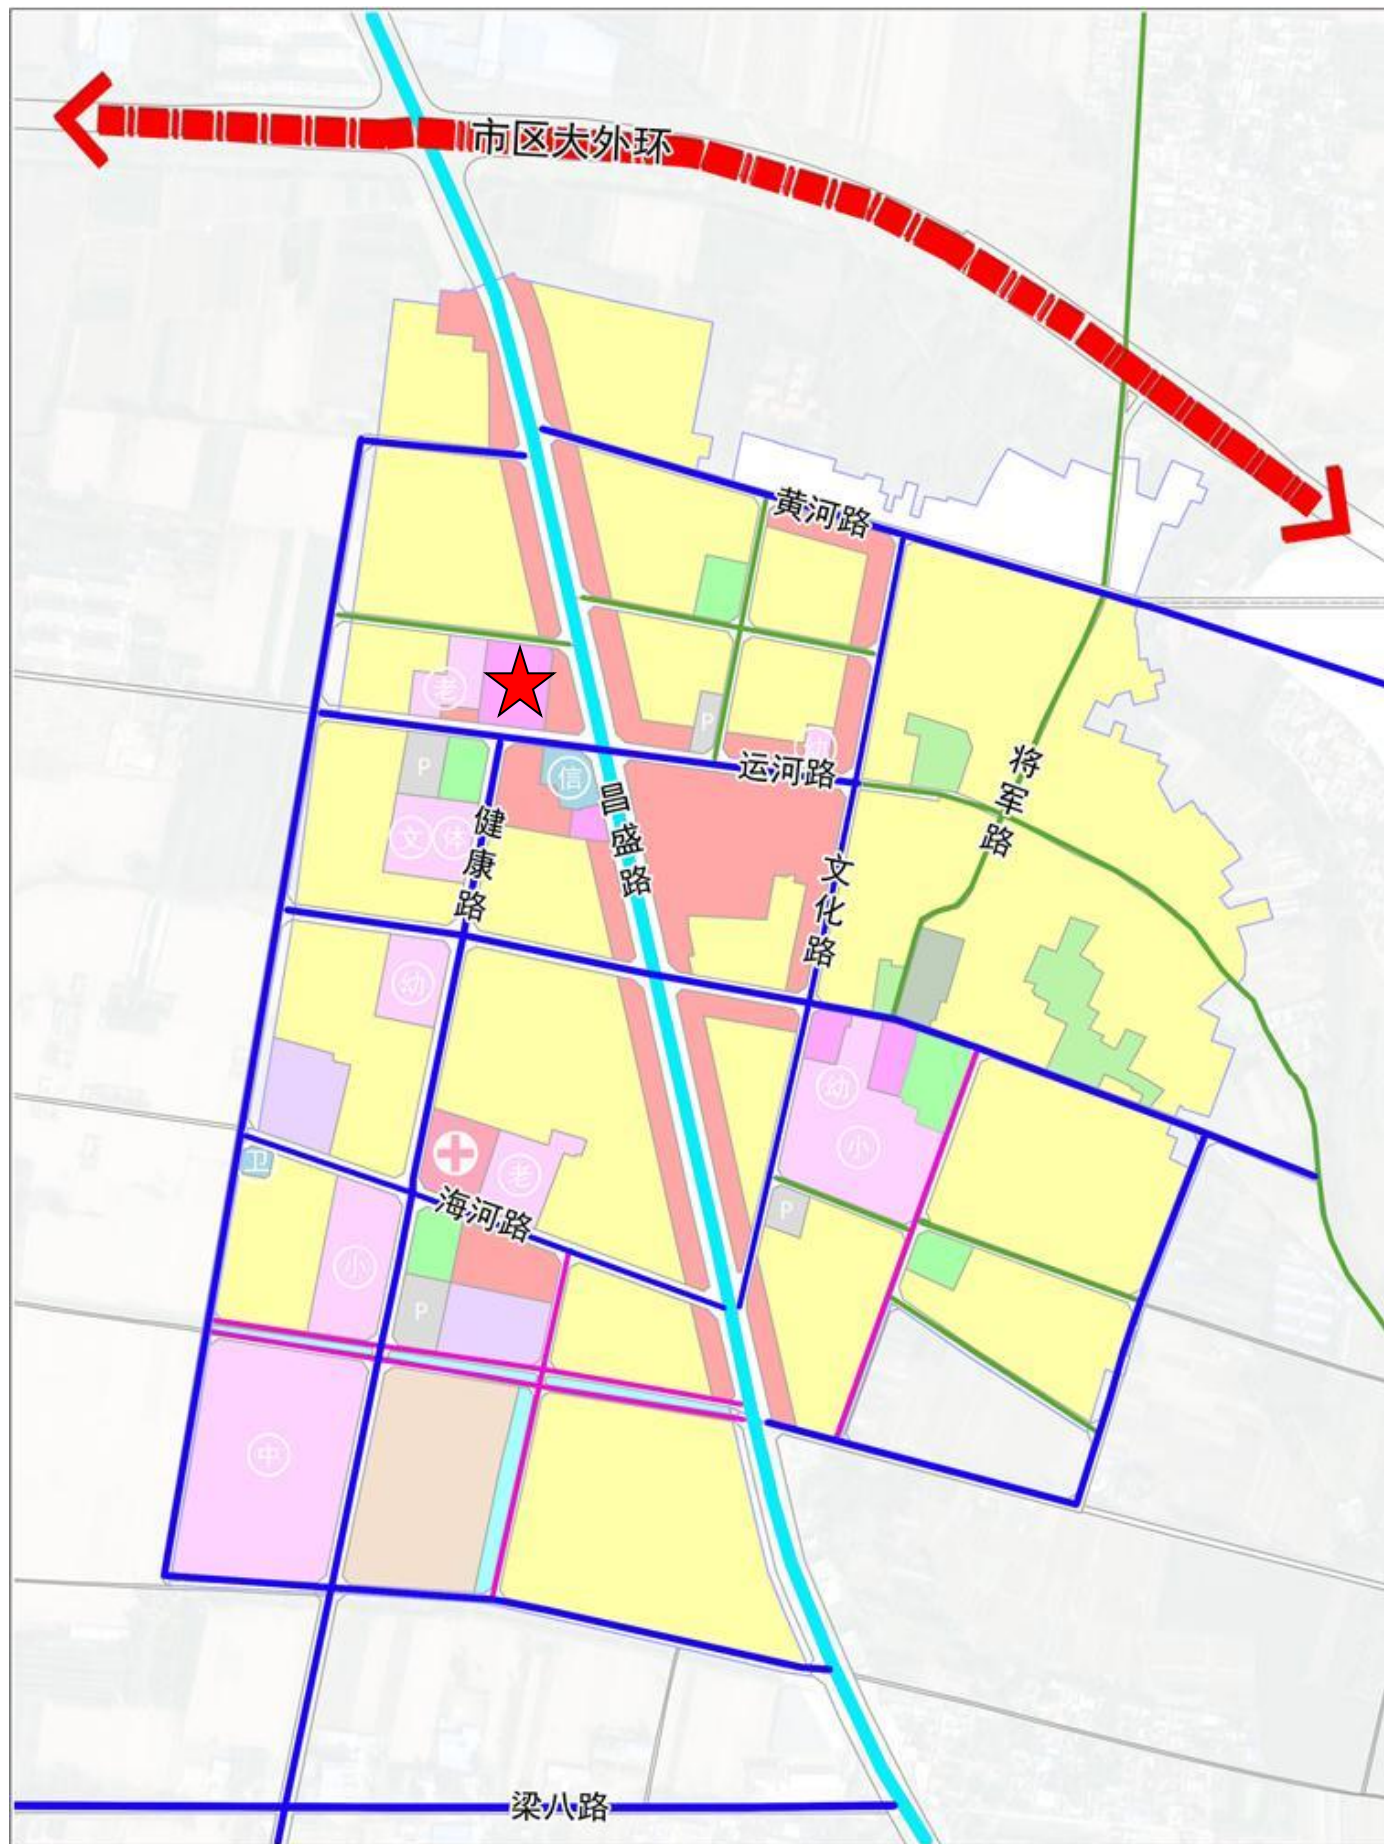 市区大外环
黄河路
老
P
幼
运河路
将军路
P
信
昌盛路
健康路
文体
文化路
幼
幼
小
卫
老
海河路
P
小
P
中
梁八路